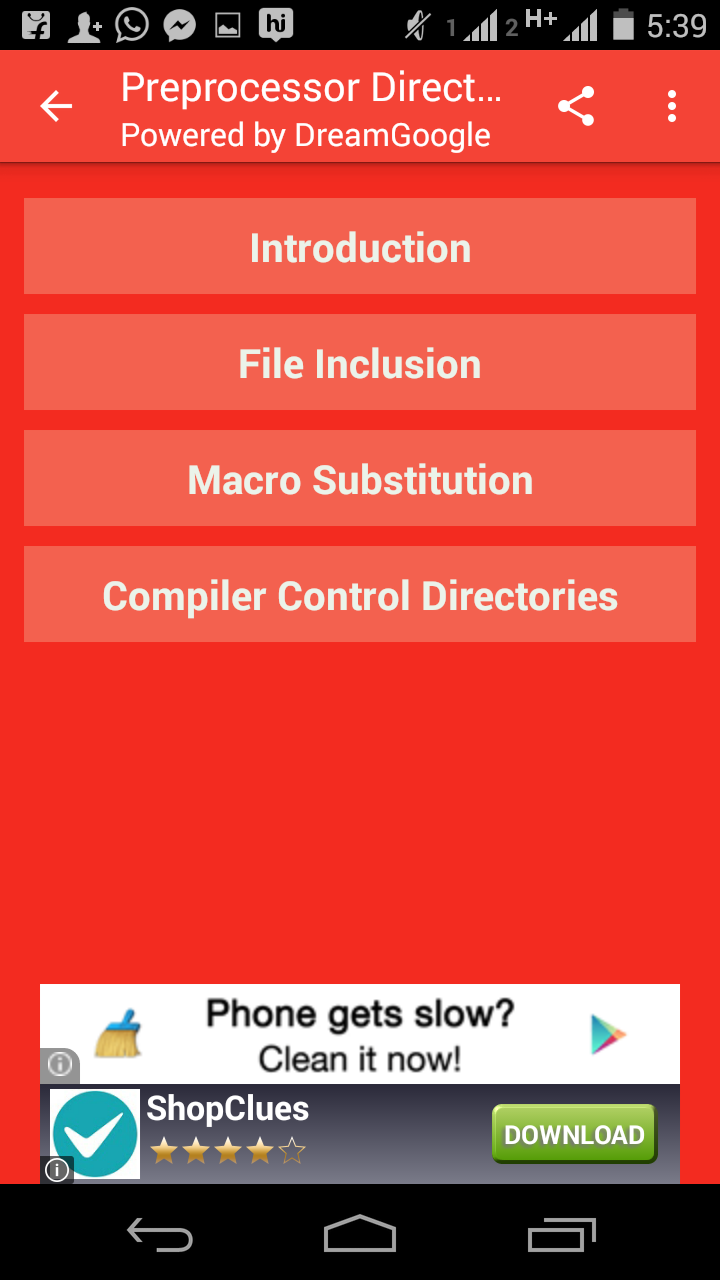 hi 1 2 H+ 5:39
Preprocessor Direct...
Powered by DreamGoogle
Introduction
File Inclusion
Macro Substitution
Compiler Control Directories
Phone gets slow?
Clean it now!
ShopClues
DOWNLOAD